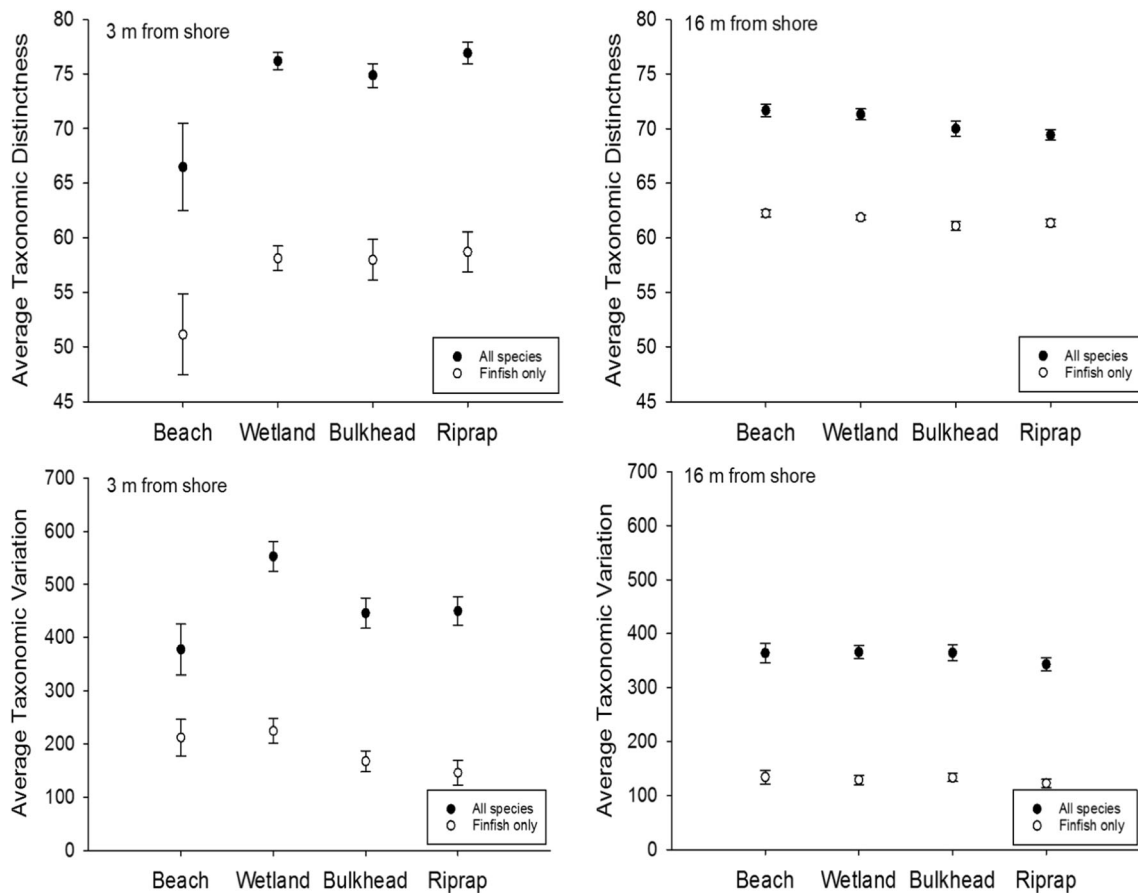 Average Taxonomic Distinctness
80
75
70
65
60
55
50
45
3 m from shore
All species
Finfish only
Beach Wetland Bulkhead Riprap
Average Taxonomic Distinctness
80
75
70
65
60
55
50
45
16 m from shore
All species
Finfish only
Beach Wetland Bulkhead Riprap
Average Taxonomic Variation
700
600
500
400
300
200
100
0
3 m from shore
All species
Finfish only
Beach Wetland Bulkhead Riprap
Average Taxonomic Variation
700
600
500
400
300
200
100
0
16 m from shore
All species
Finfish only
Beach Wetland Bulkhead Riprap